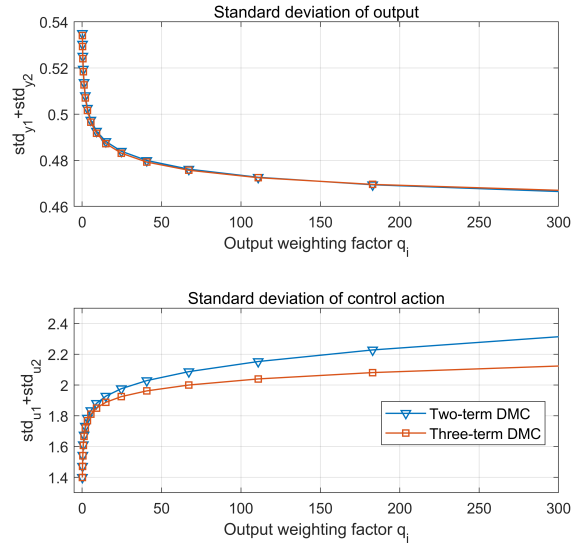 Standard deviation of output
0.54
0.52
0.5
0.48
0.46
std_y1+std_y2
0 50 100 150 200 250 300
Output weighting factor q_i
Standard deviation of control action
2.4
2.2
2
1.8
1.6
1.4
std_u1+std_u2
Two-term DMC
Three-term DMC
0 50 100 150 200 250 300
Output weighting factor q_i